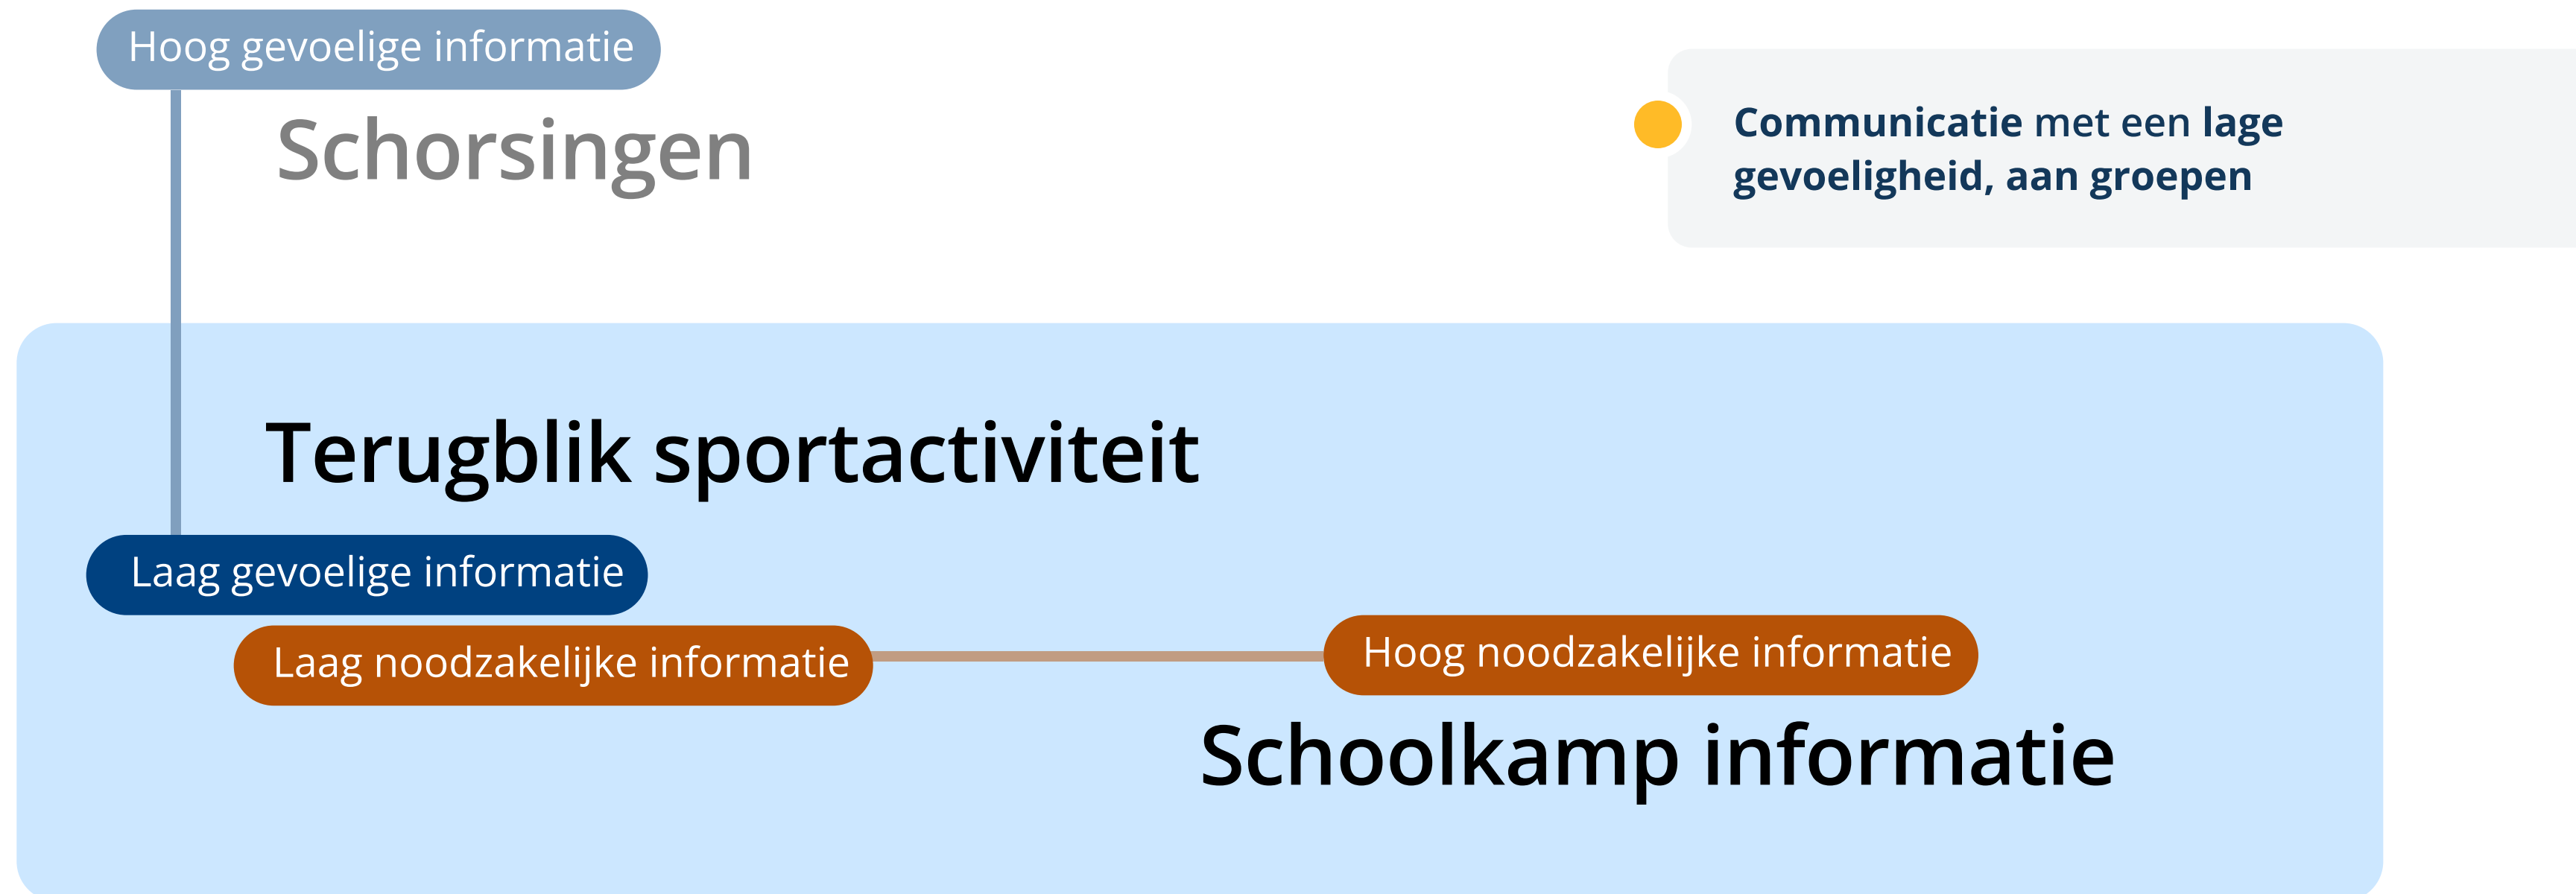 Hoog gevoelige informatie
Schorsingen
Communicatie met een lage
gevoeligheid, aan groepen
Terugblik sportactiviteit
Laag gevoelige informatie
Laag noodzakelijke informatie
Hoog noodzakelijke informatie
Schoolkamp informatie